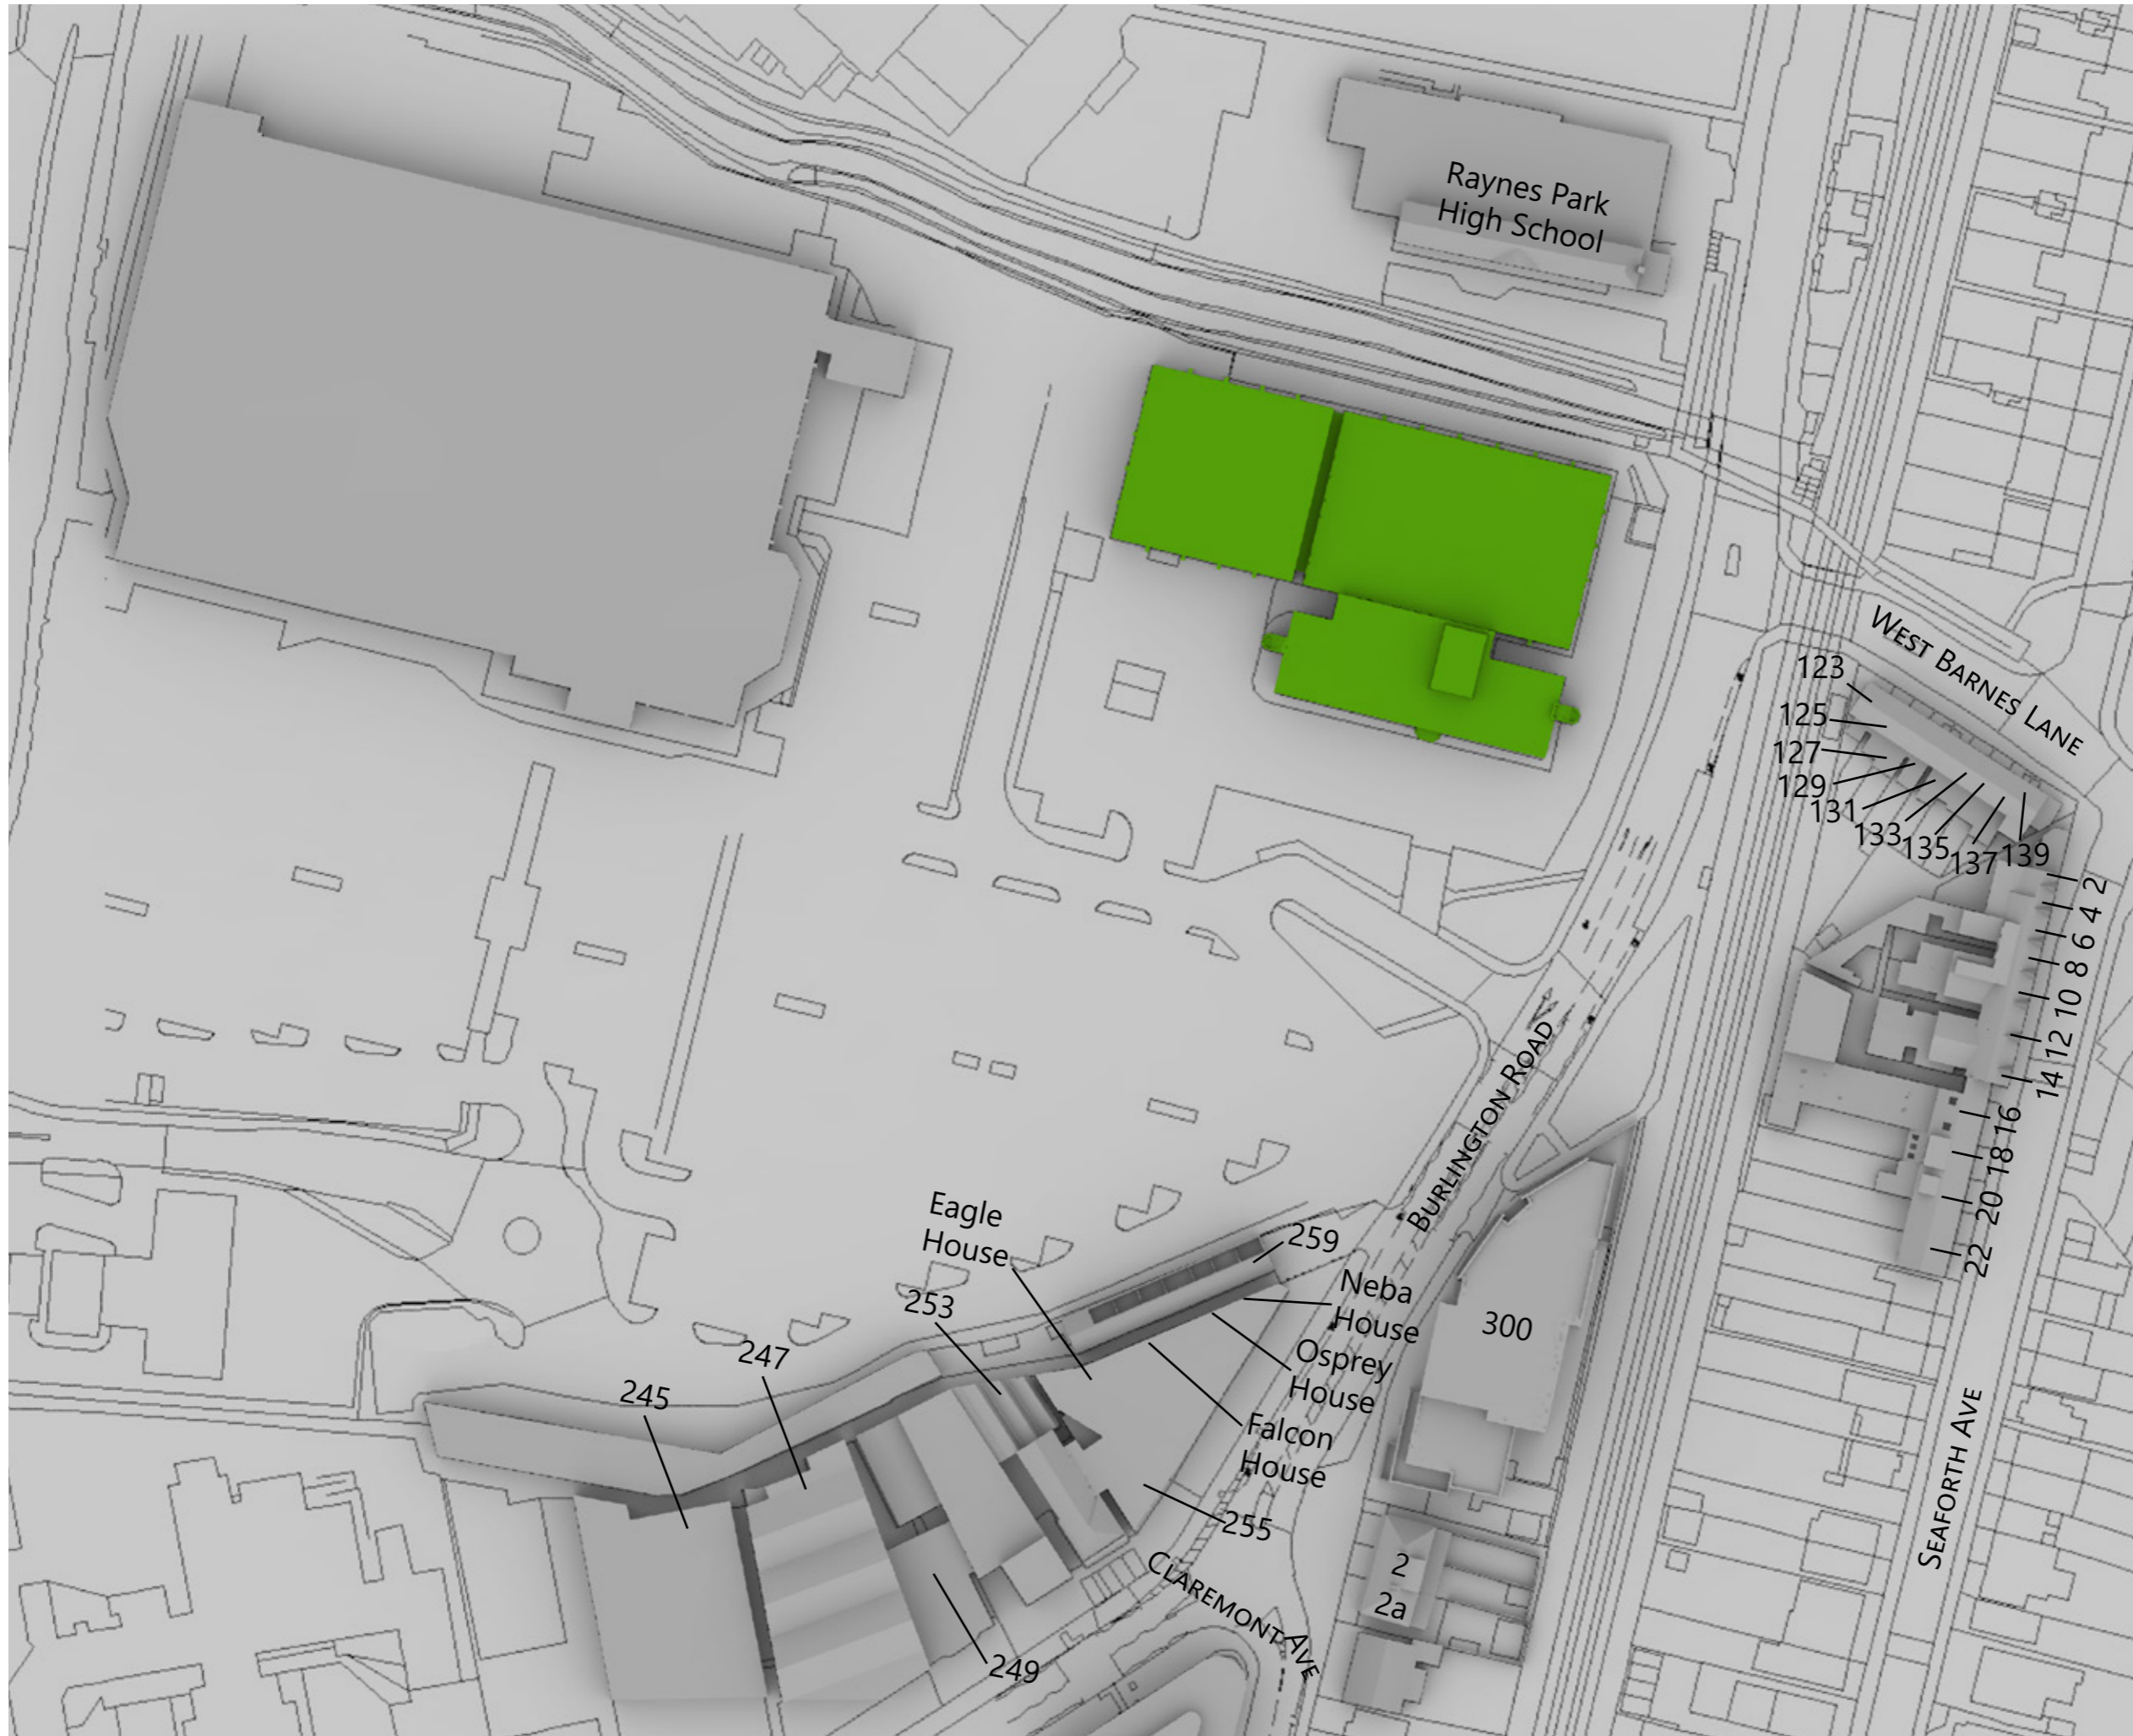 Raynes Park
High School
WEST BARNES LANE
123
125
127
129
131
133
135
137
139
2
4
6
8
10
12
14
16
18
20
22
BURLINGTON ROAD
Eagle
House
259
Neba
House
253
300
Osprey
House
247
245
Falcon
House
SEAFORTH AVE
255
CLAREMONT AVE
2
2a
249